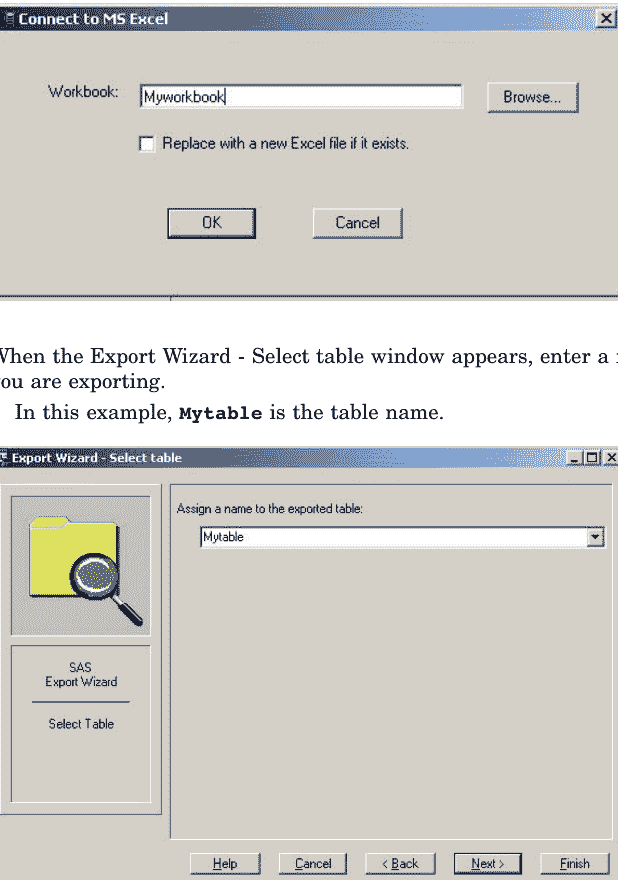 Connect to MS Excel
Workbook:
Myworkbook
Browse...
Replace with a new Excel file if it exists.
OK
Cancel
When the Export Wizard - Select table window appears, enter a
you are exporting.
In this example, Mytable is the table name.
Export Wizard - Select table
Assign a name to the exported table:
Mytable
SAS
Export Wizard
Select Table
Help
Cancel
< Back
Next >
Finish